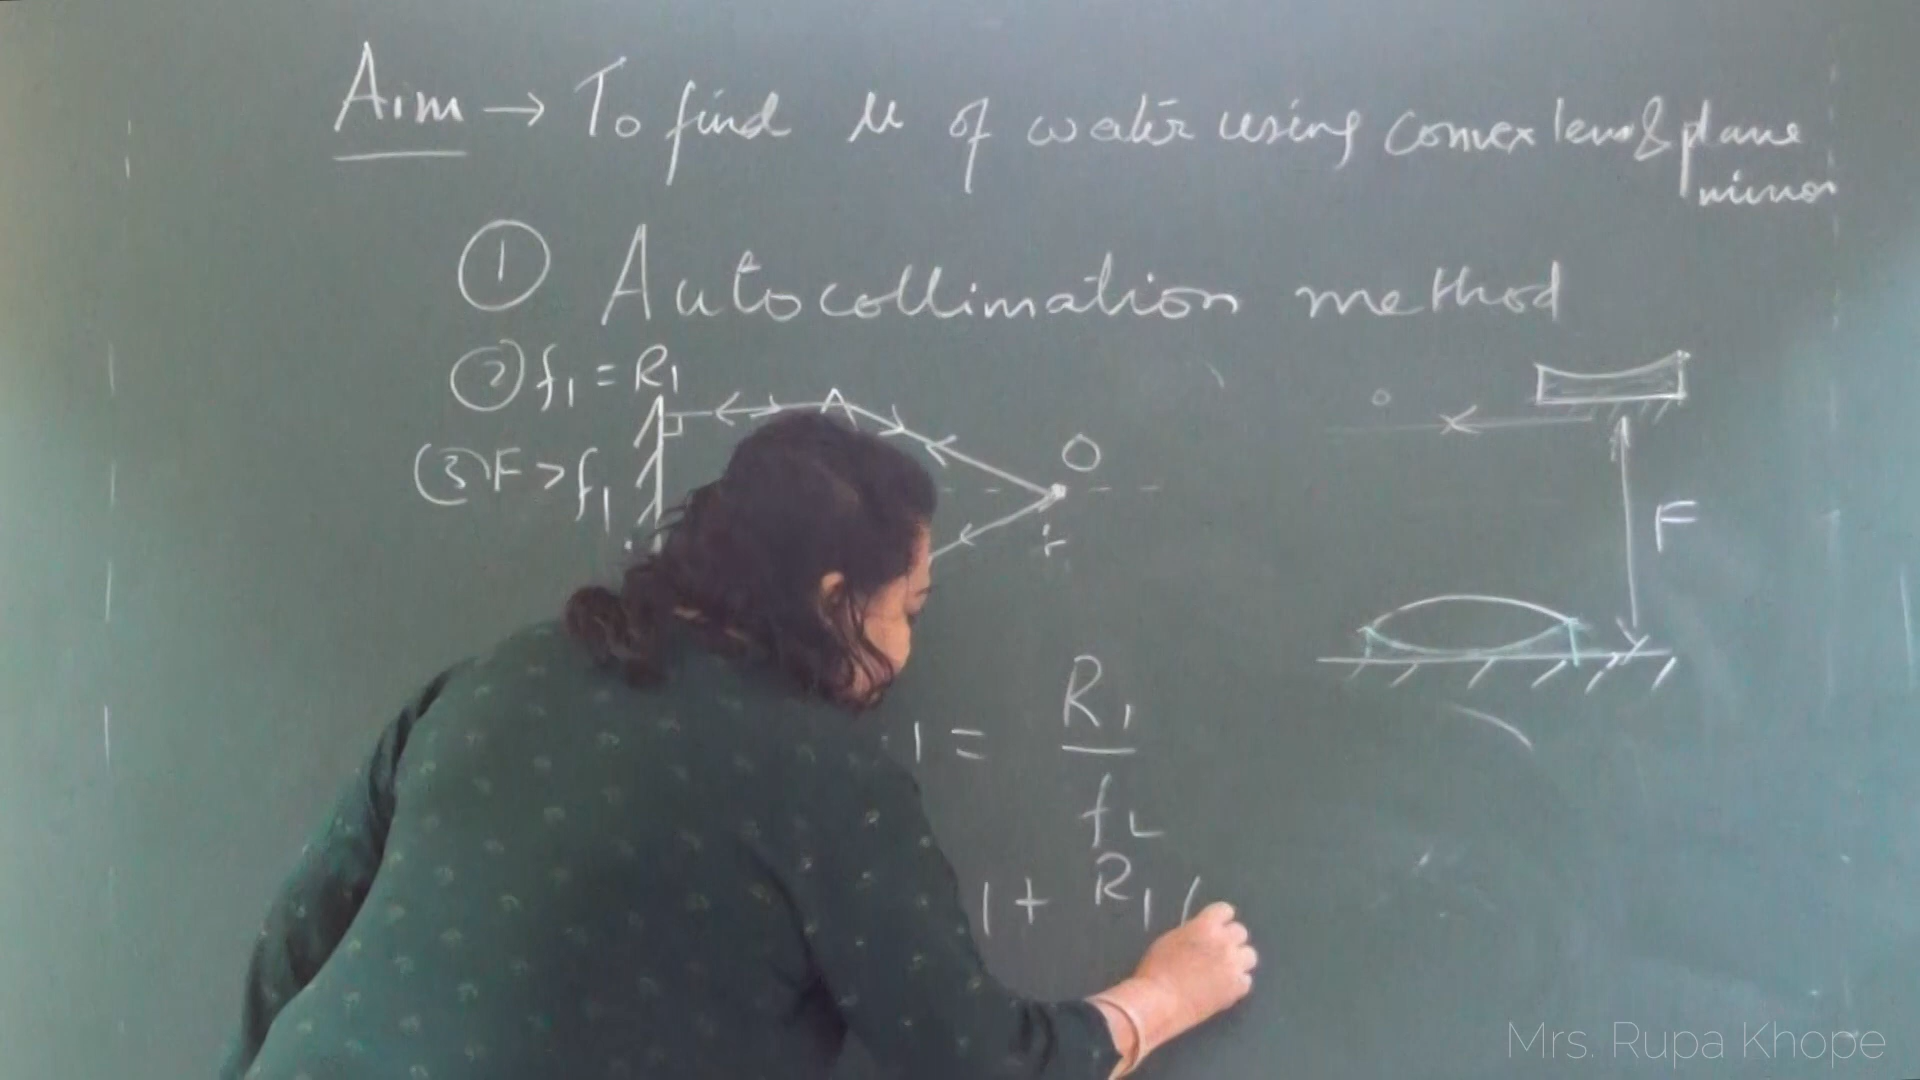 Aim → To find μ of water using convex lens & plane mirror
① Autocollimation method
② f₁ = R₁
③ F > f₁
O
F
1 = R₁ / fL
1 + R₁ (
Mrs. Rupa Khope